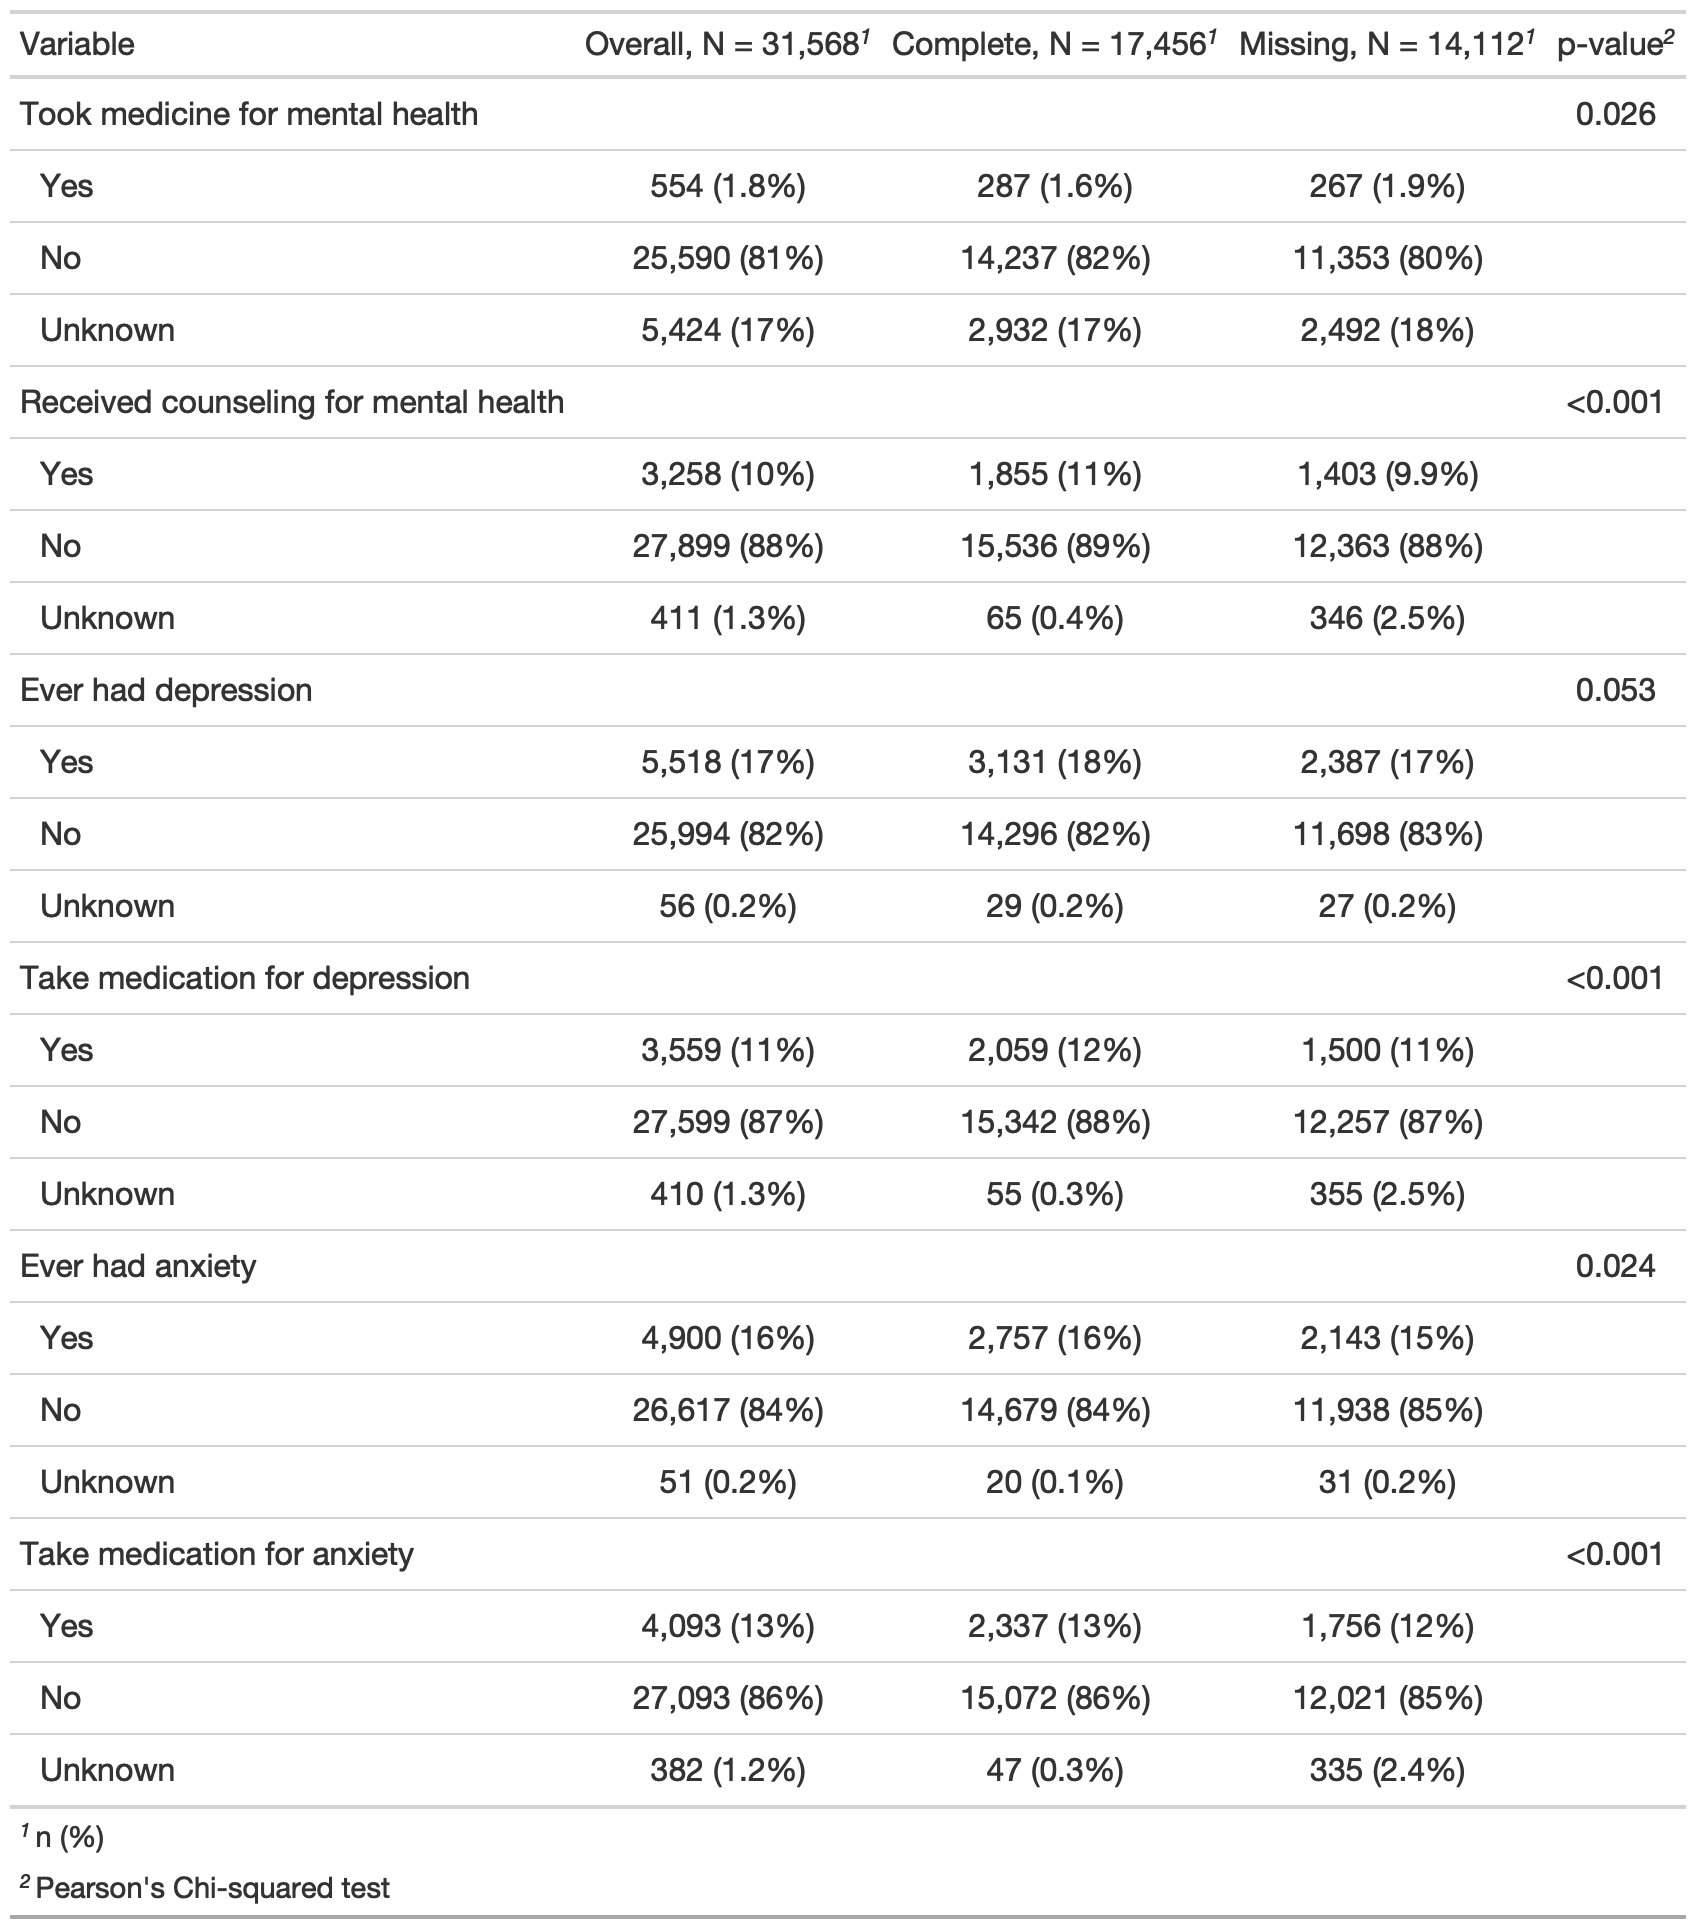 Variable Overall, N = 31,568¹ Complete, N = 17,456¹ Missing, N = 14,112¹ p-value²
Took medicine for mental health 0.026
Yes 554 (1.8%) 287 (1.6%) 267 (1.9%)
No 25,590 (81%) 14,237 (82%) 11,353 (80%)
Unknown 5,424 (17%) 2,932 (17%) 2,492 (18%)
Received counseling for mental health <0.001
Yes 3,258 (10%) 1,855 (11%) 1,403 (9.9%)
No 27,899 (88%) 15,536 (89%) 12,363 (88%)
Unknown 411 (1.3%) 65 (0.4%) 346 (2.5%)
Ever had depression 0.053
Yes 5,518 (17%) 3,131 (18%) 2,387 (17%)
No 25,994 (82%) 14,296 (82%) 11,698 (83%)
Unknown 56 (0.2%) 29 (0.2%) 27 (0.2%)
Take medication for depression <0.001
Yes 3,559 (11%) 2,059 (12%) 1,500 (11%)
No 27,599 (87%) 15,342 (88%) 12,257 (87%)
Unknown 410 (1.3%) 55 (0.3%) 355 (2.5%)
Ever had anxiety 0.024
Yes 4,900 (16%) 2,757 (16%) 2,143 (15%)
No 26,617 (84%) 14,679 (84%) 11,938 (85%)
Unknown 51 (0.2%) 20 (0.1%) 31 (0.2%)
Take medication for anxiety <0.001
Yes 4,093 (13%) 2,337 (13%) 1,756 (12%)
No 27,093 (86%) 15,072 (86%) 12,021 (85%)
Unknown 382 (1.2%) 47 (0.3%) 335 (2.4%)
¹ n (%)
² Pearson's Chi-squared test